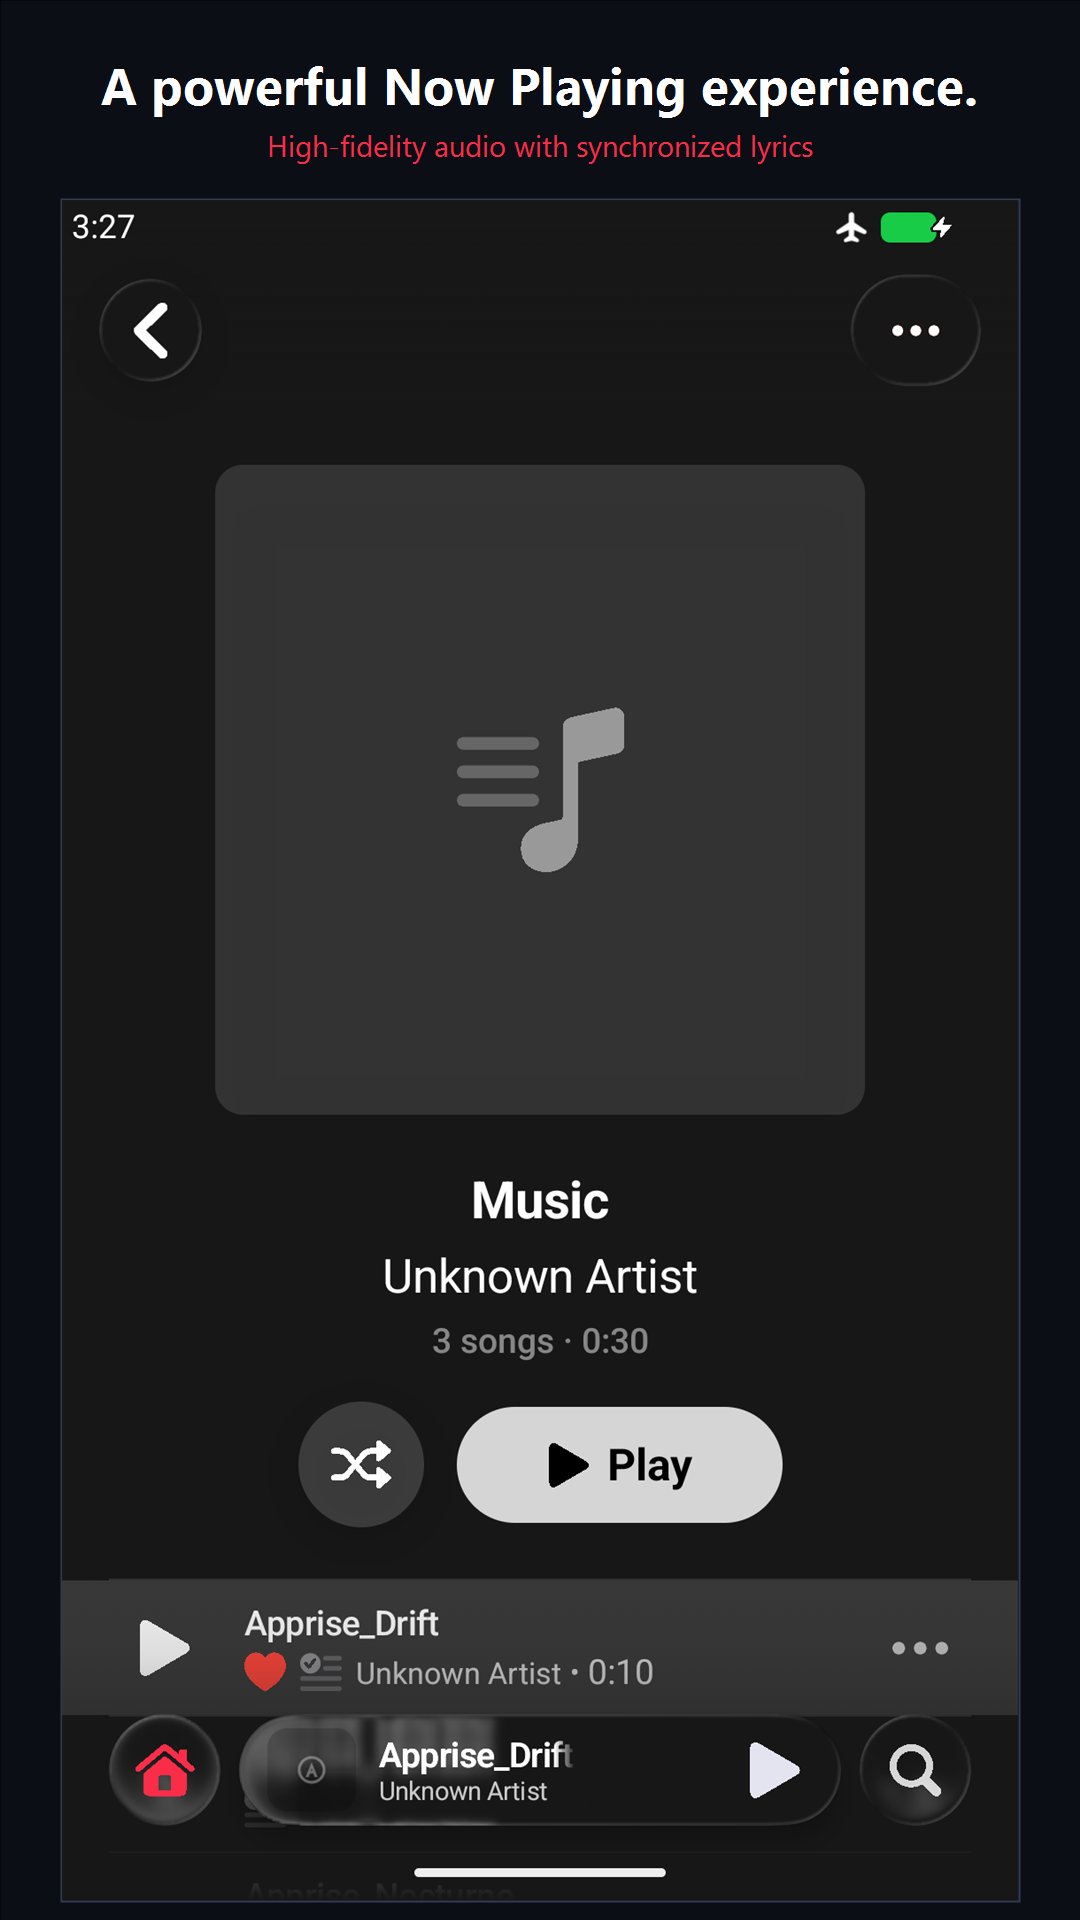 A powerful Now Playing experience.
High-fidelity audio with synchronized lyrics
3:27
Music
Unknown Artist
3 songs · 0:30
Play
Apprise_Drift
Unknown Artist • 0:10
Apprise_Drift
Unknown Artist
Apprise_Nocturne